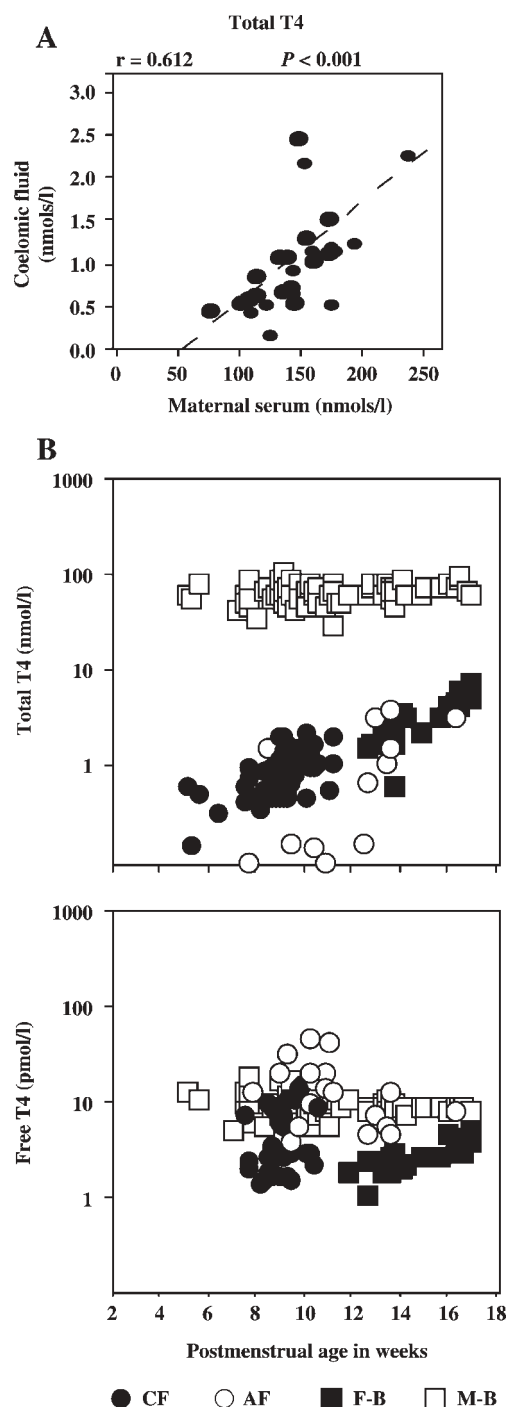 Total T4
A
r = 0.612 P < 0.001
3.0
2.5
2.0
1.5
1.0
0.5
0.0
Coelomic fluid
(nmols/l)
0 50 100 150 200 250
Maternal serum (nmols/l)
B
1000
100
10
1
Total T4 (nmol/l)
1000
100
10
1
Free T4 (pmol/l)
2 4 6 8 10 12 14 16 18
Postmenstrual age in weeks
CF AF F-B M-B